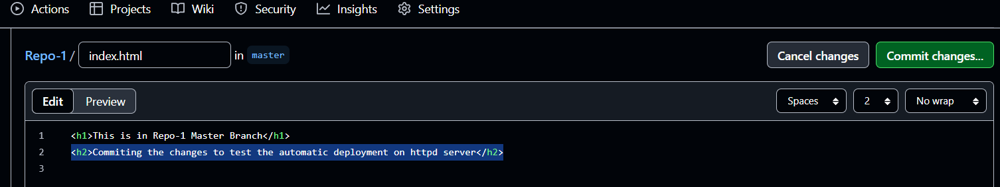 Actions Projects Wiki Security Insights Settings
Repo-1 / index.html in master Cancel changes Commit changes...
Edit Preview Spaces 2 No wrap
1 <h1>This is in Repo-1 Master Branch</h1>
2 <h2>Commiting the changes to test the automatic deployment on httpd server</h2>
3